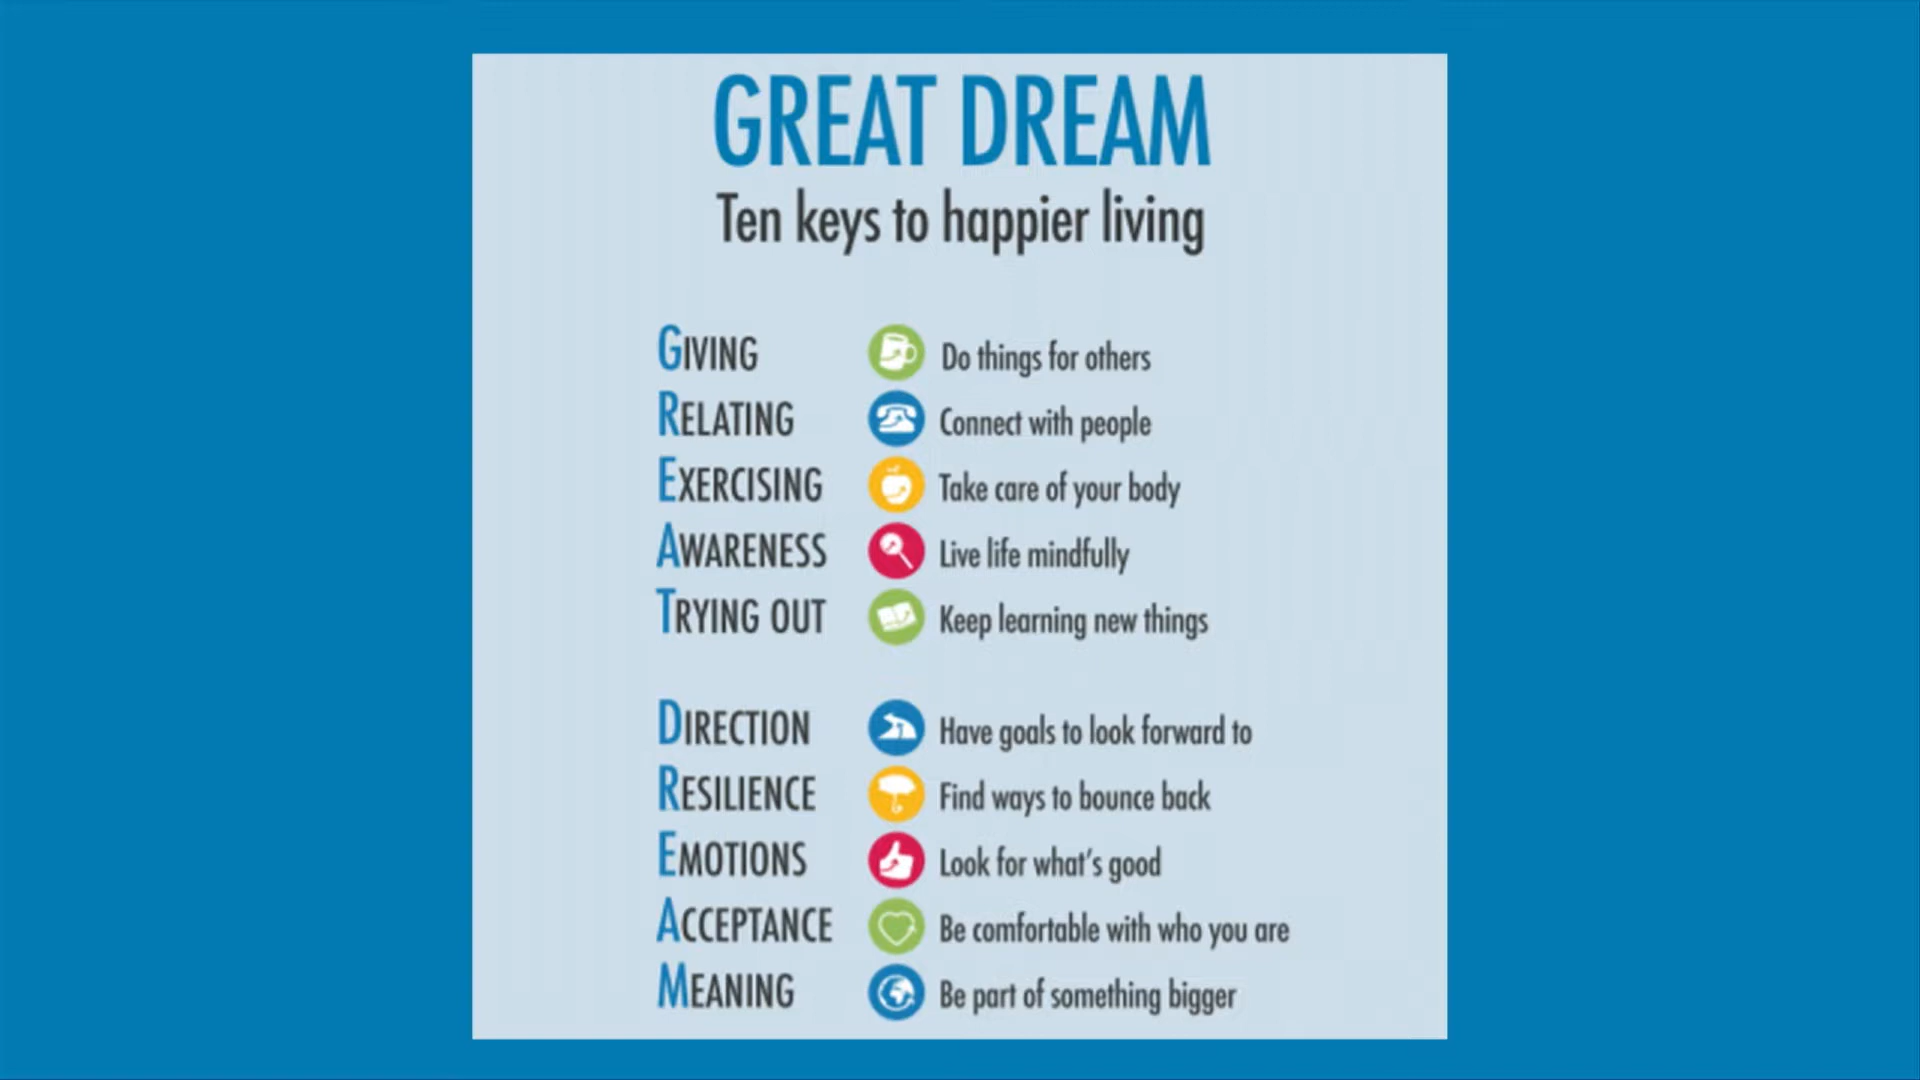 GREAT DREAM
Ten keys to happier living
GIVING Do things for others
RELATING Connect with people
EXERCISING Take care of your body
AWARENESS Live life mindfully
TRYING OUT Keep learning new things
DIRECTION Have goals to look forward to
RESILIENCE Find ways to bounce back
EMOTIONS Look for what's good
ACCEPTANCE Be comfortable with who you are
MEANING Be part of something bigger